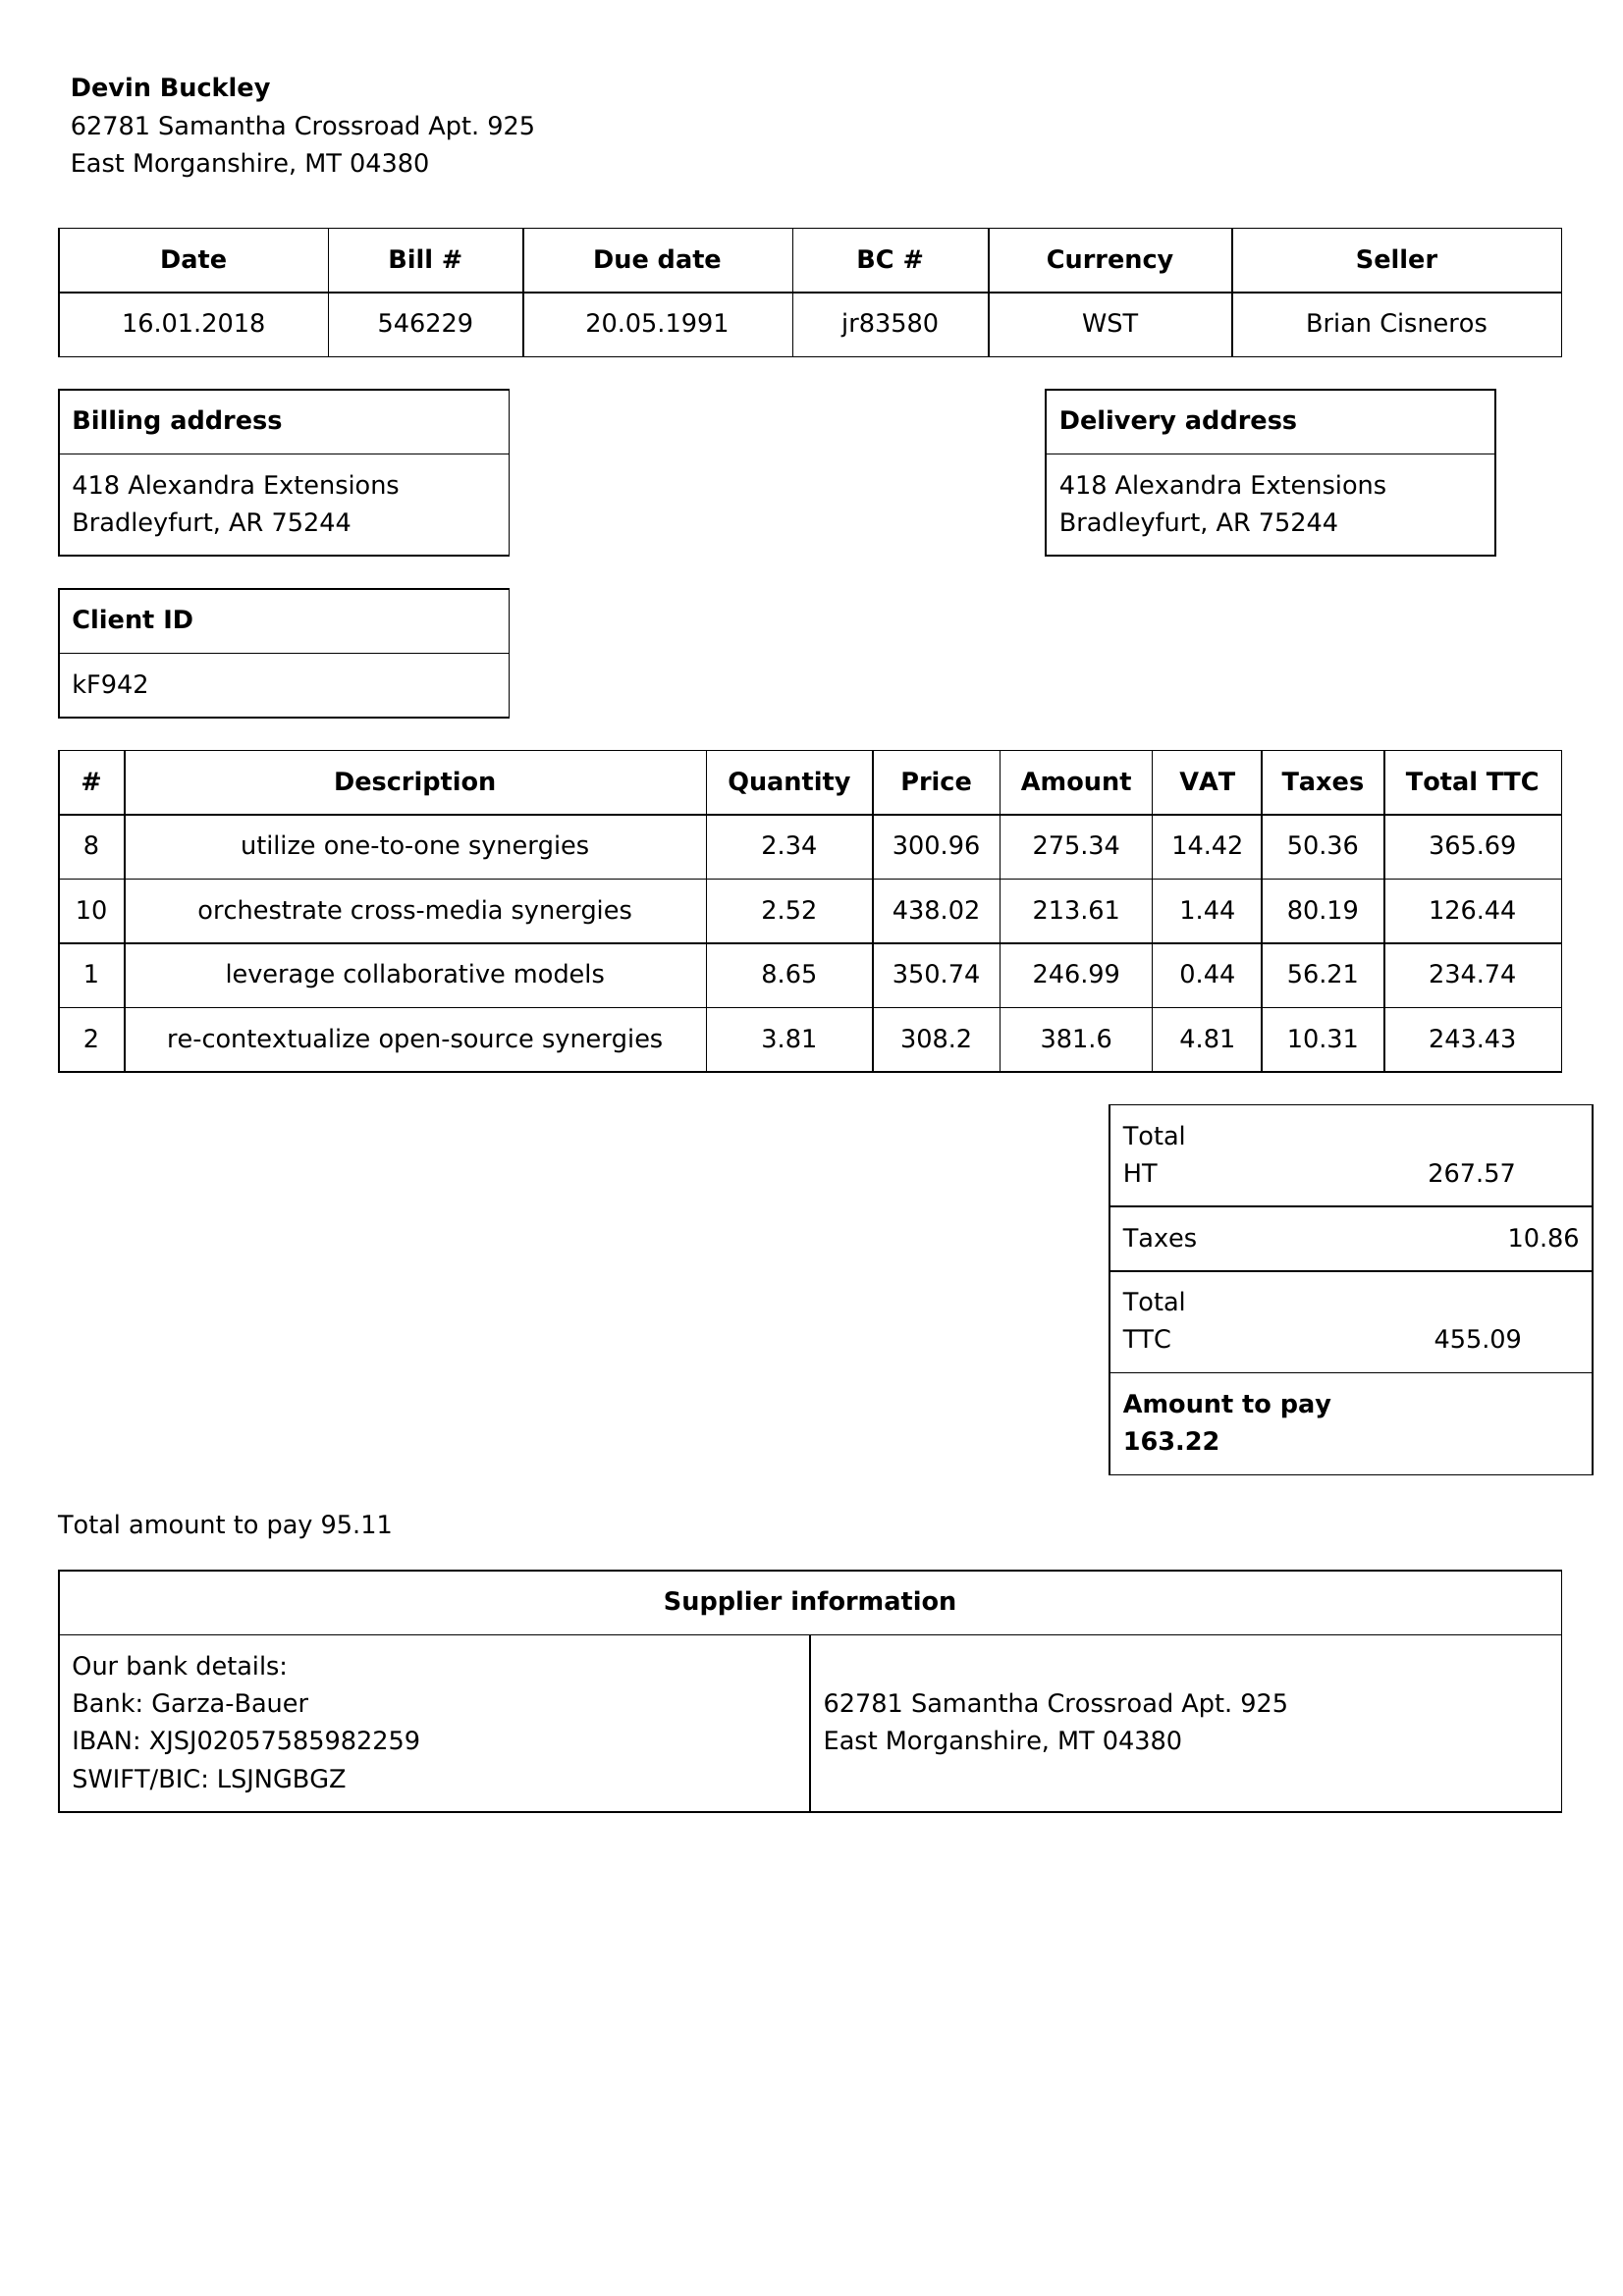 Devin Buckley
62781 Samantha Crossroad Apt. 925
East Morganshire, MT 04380
Date Bill # Due date BC # Currency Seller
16.01.2018 546229 20.05.1991 jr83580 WST Brian Cisneros
Billing address
418 Alexandra Extensions
Bradleyfurt, AR 75244
Delivery address
418 Alexandra Extensions
Bradleyfurt, AR 75244
Client ID
kF942
# Description Quantity Price Amount VAT Taxes Total TTC
8 utilize one-to-one synergies 2.34 300.96 275.34 14.42 50.36 365.69
10 orchestrate cross-media synergies 2.52 438.02 213.61 1.44 80.19 126.44
1 leverage collaborative models 8.65 350.74 246.99 0.44 56.21 234.74
2 re-contextualize open-source synergies 3.81 308.2 381.6 4.81 10.31 243.43
Total
HT 267.57
Taxes 10.86
Total
TTC 455.09
Amount to pay
163.22
Total amount to pay 95.11
Supplier information
Our bank details:
Bank: Garza-Bauer
IBAN: XJSJ02057585982259
SWIFT/BIC: LSJNGBGZ
62781 Samantha Crossroad Apt. 925
East Morganshire, MT 04380